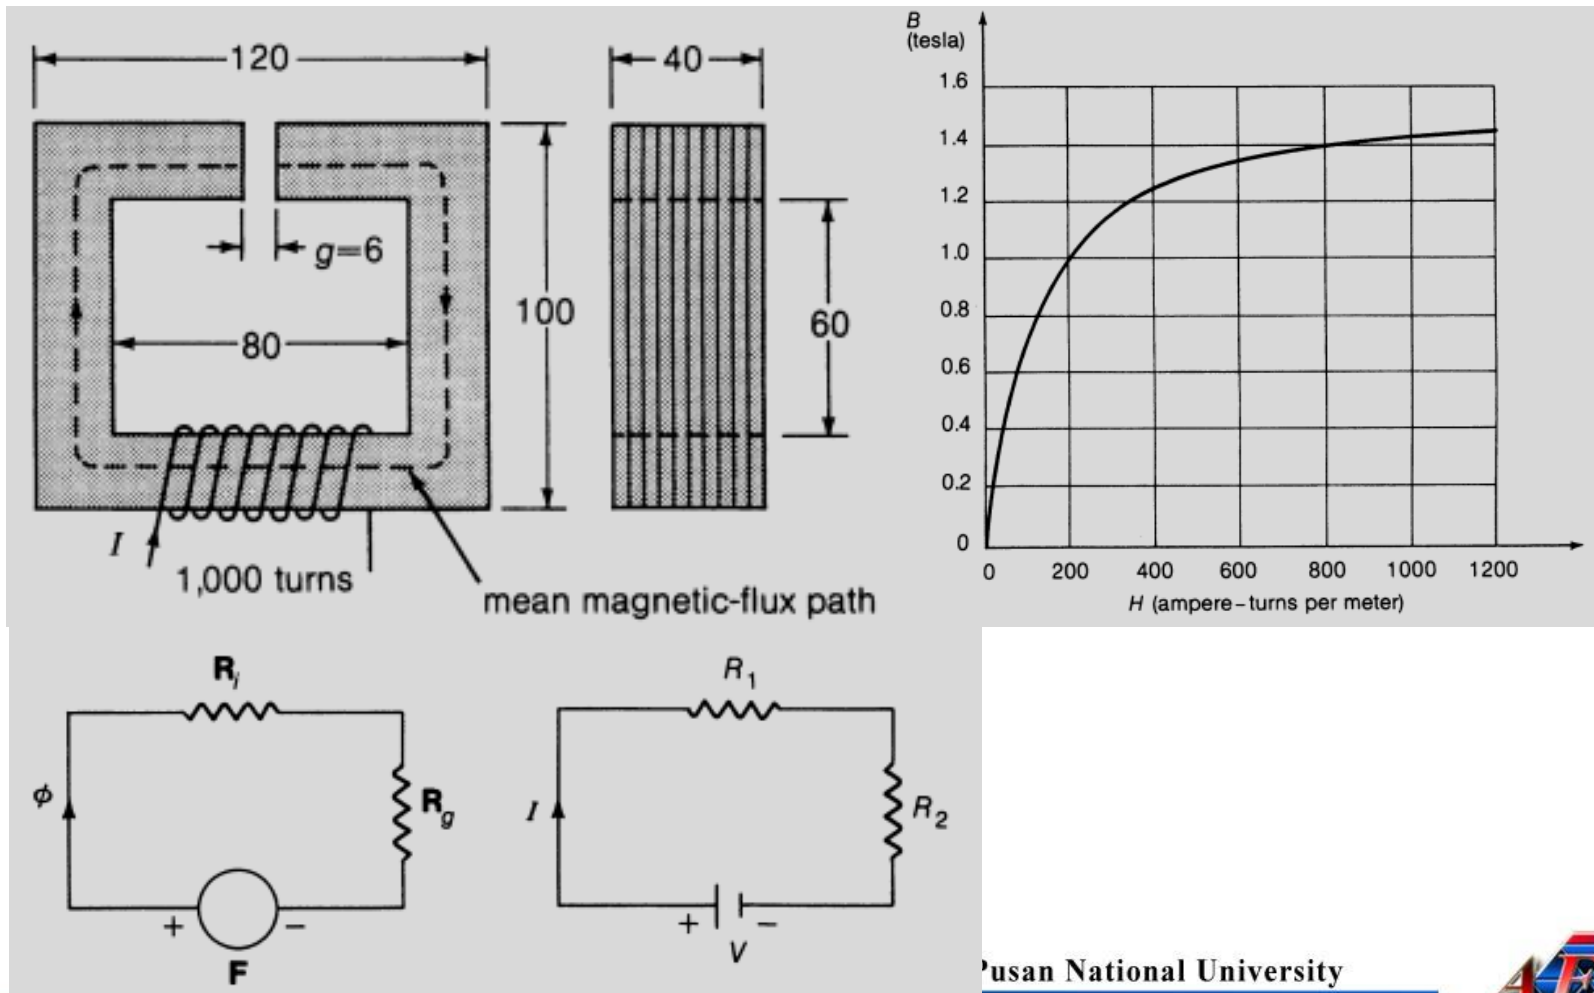 120
40
g=6
80
100
60
I
1,000 turns
mean magnetic-flux path
B
(tesla)
1.6
1.4
1.2
1.0
0.8
0.6
0.4
0.2
0
0 200 400 600 800 1000 1200
H (ampere-turns per meter)
Ri
ϕ
Rg
+ −
F
R1
I
R2
+ −
V
Pusan National University